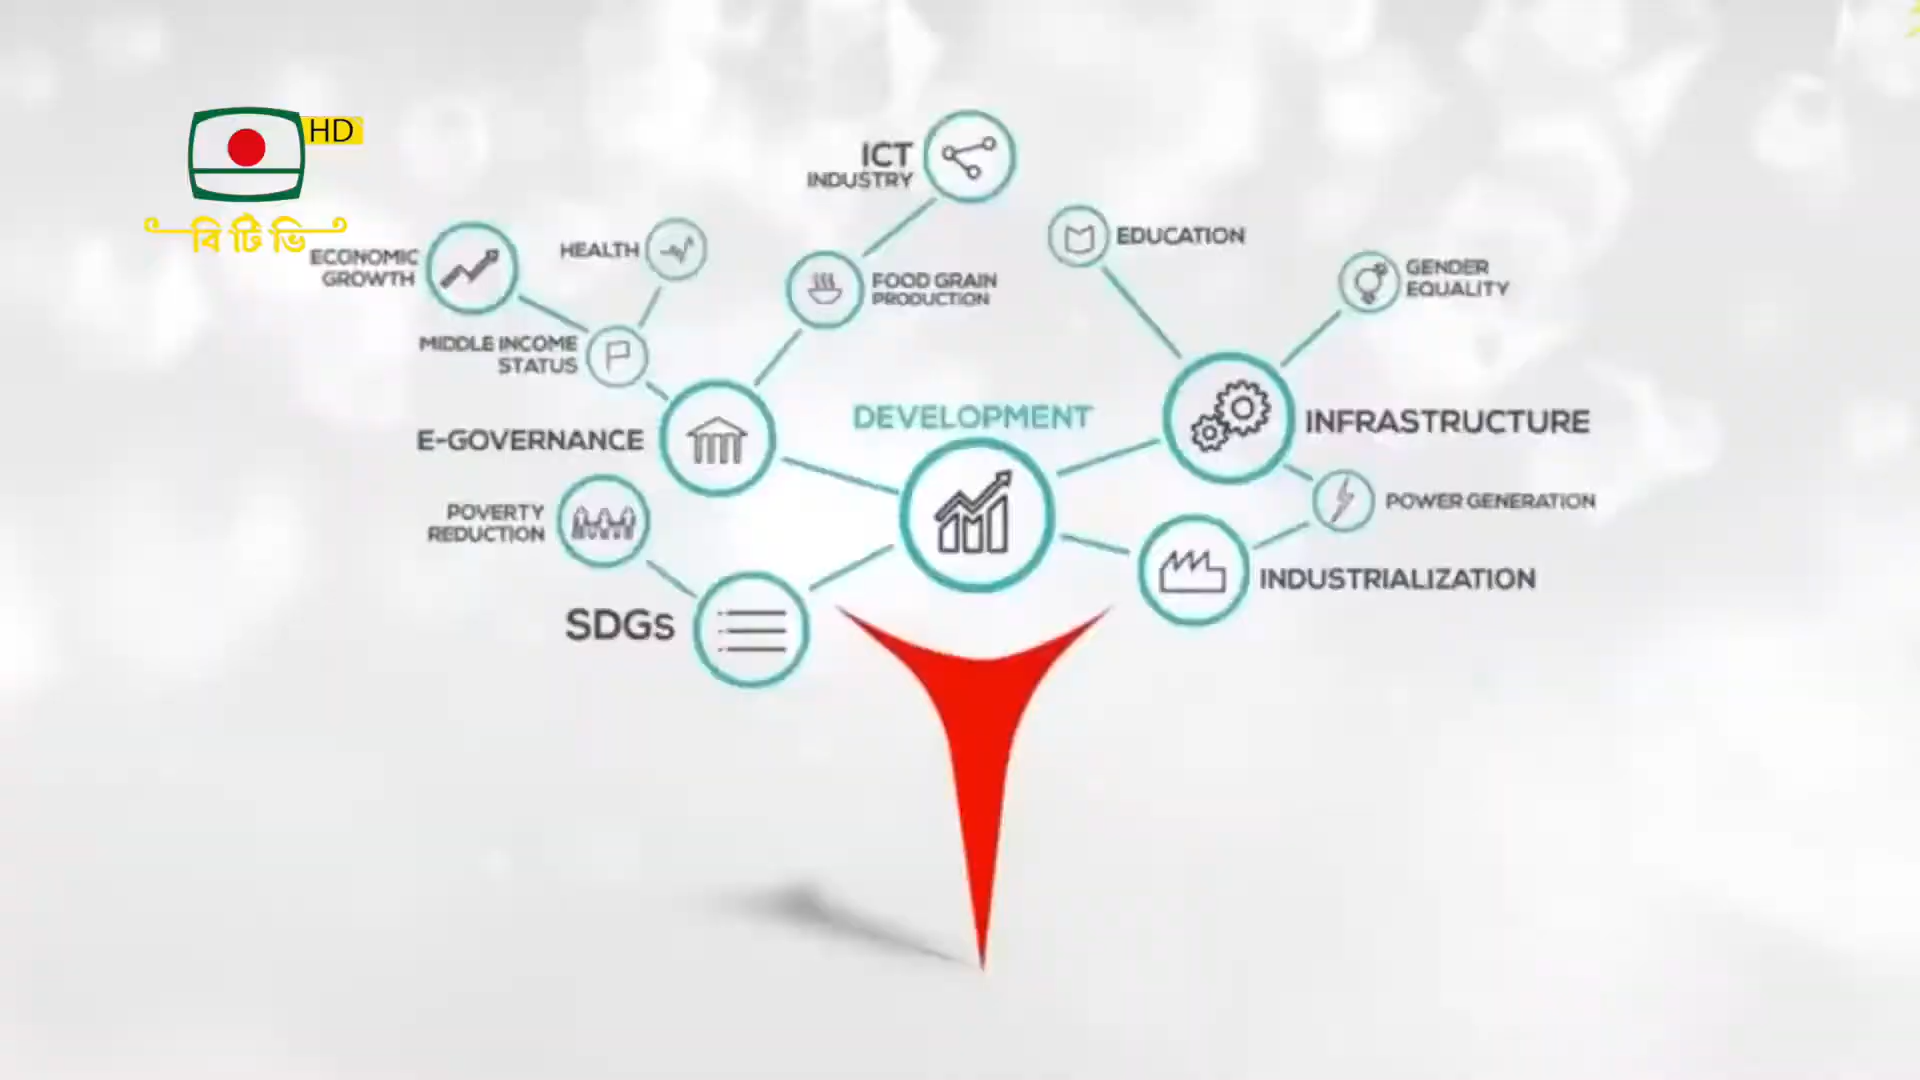 HD
বিটিভি
ICT
INDUSTRY
EDUCATION
ECONOMIC
GROWTH
HEALTH
FOOD GRAIN
PRODUCTION
GENDER
EQUALITY
MIDDLE INCOME
STATUS
E-GOVERNANCE
DEVELOPMENT
INFRASTRUCTURE
POVERTY
REDUCTION
POWER GENERATION
SDGs
INDUSTRIALIZATION